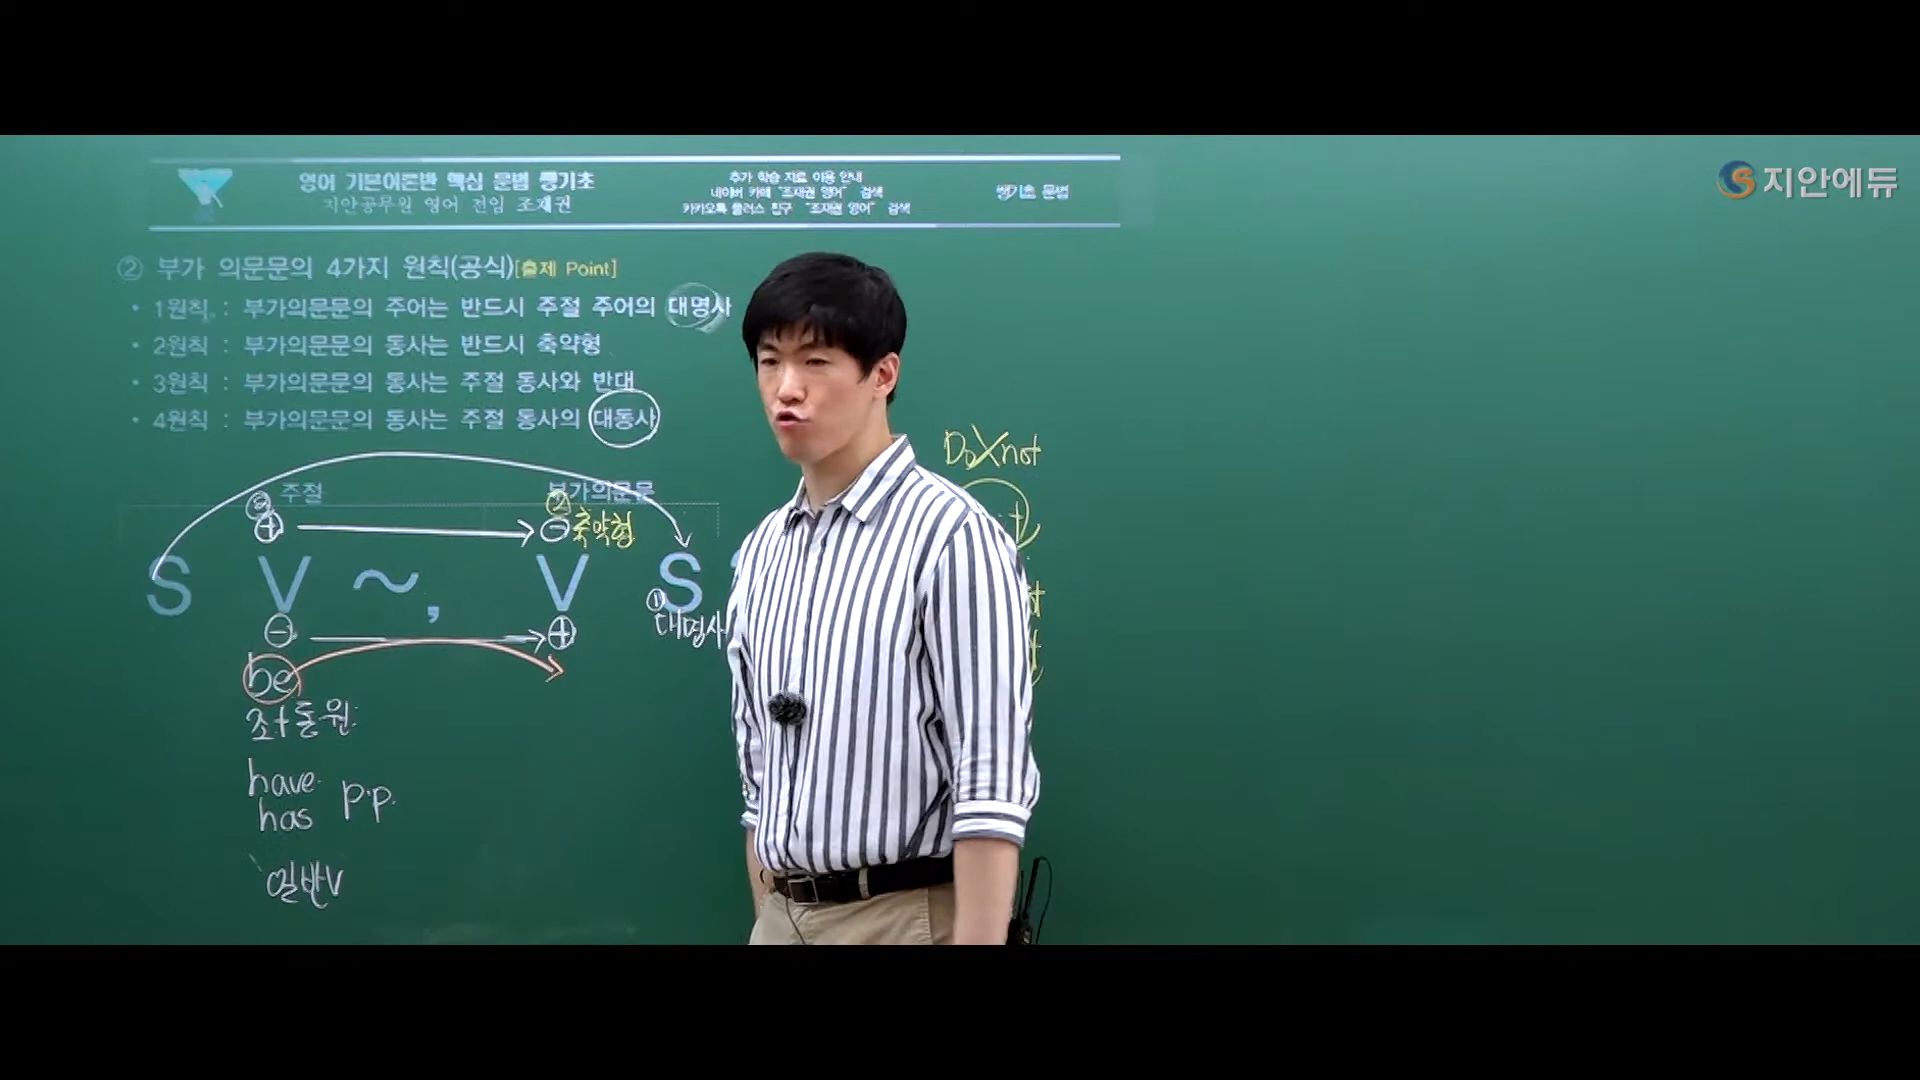 영어 기본이론반 핵심 문법 쌩기초
지안공무원 영어 전임 조재권
추가 학습 자료 이용 안내
네이버 카페 "조재권 영어" 검색
카카오톡 플러스 친구 "조재권 영어" 검색
쌩기초 문법
지안에듀
② 부가 의문문의 4가지 원칙(공식)[출제 Point]
• 1원칙 : 부가의문문의 주어는 반드시 주절 주어의 대명사
• 2원칙 : 부가의문문의 동사는 반드시 축약형
• 3원칙 : 부가의문문의 동사는 주절 동사와 반대
• 4원칙 : 부가의문문의 동사는 주절 동사의 대동사
Do not
주절 부가의문문
③ ②
+ - 축약형
S V ~, V S
- + ① 대명사
be
조+동원
have
has p.p.
일반V